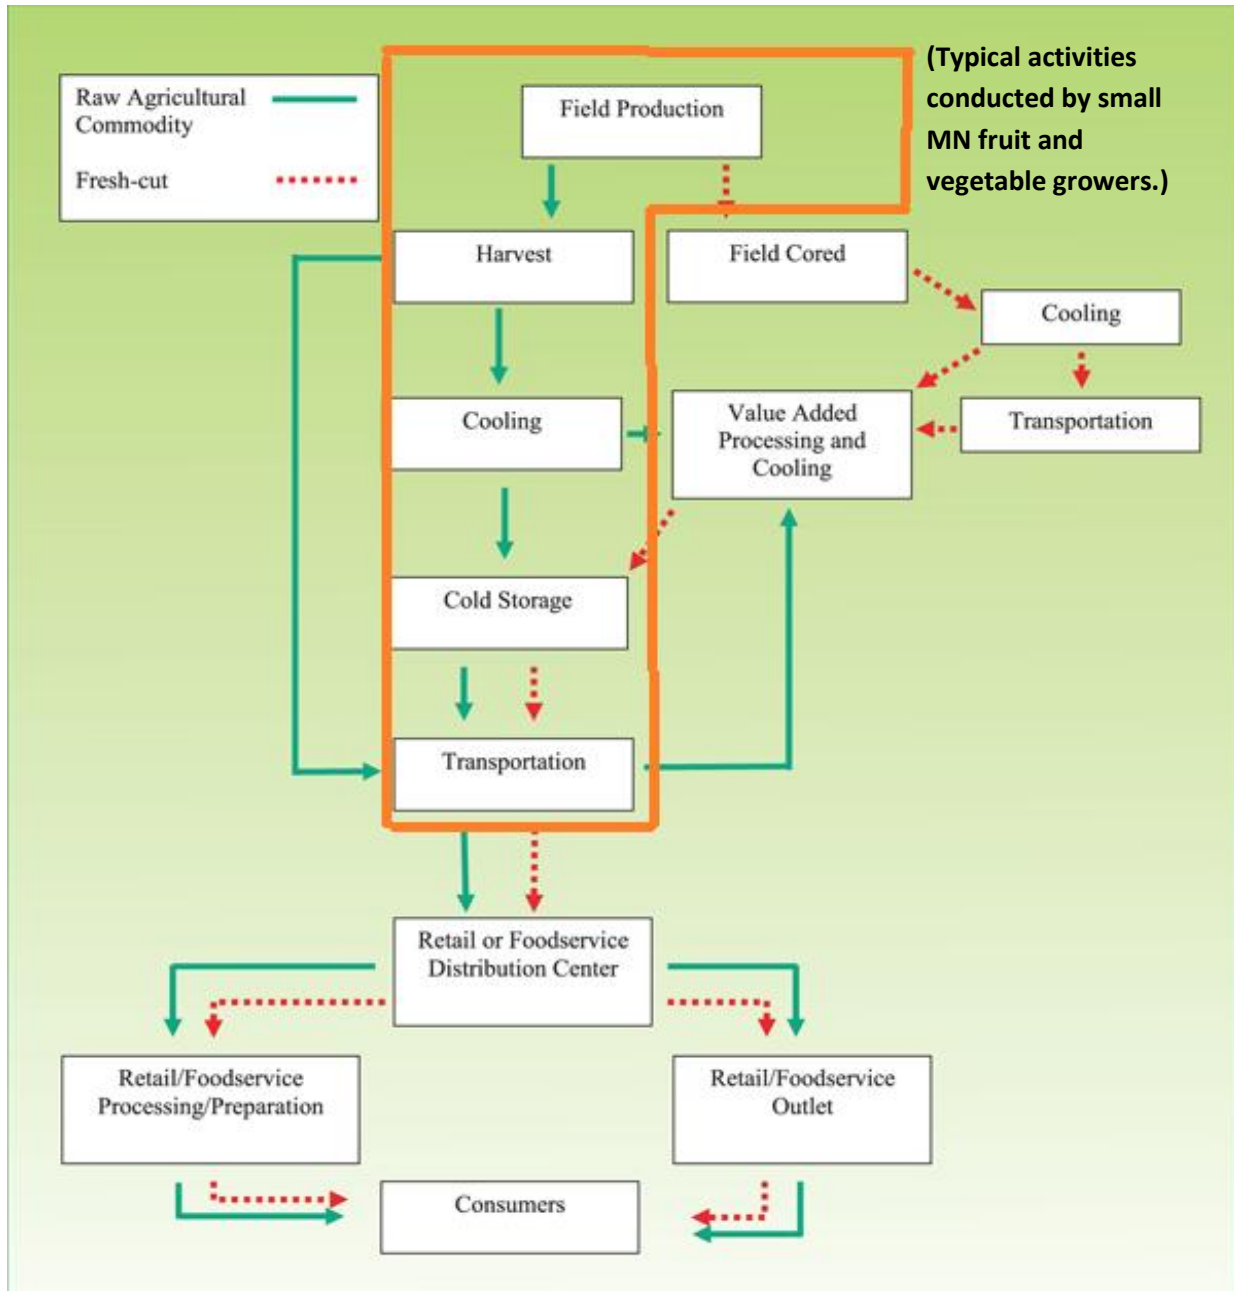 (Typical activities
conducted by small
MN fruit and
vegetable growers.)
Raw Agricultural
Commodity
Fresh-cut
Field Production
Harvest
Field Cored
Cooling
Cooling
Value Added
Processing and
Cooling
Transportation
Cold Storage
Transportation
Retail or Foodservice
Distribution Center
Retail/Foodservice
Processing/Preparation
Retail/Foodservice
Outlet
Consumers